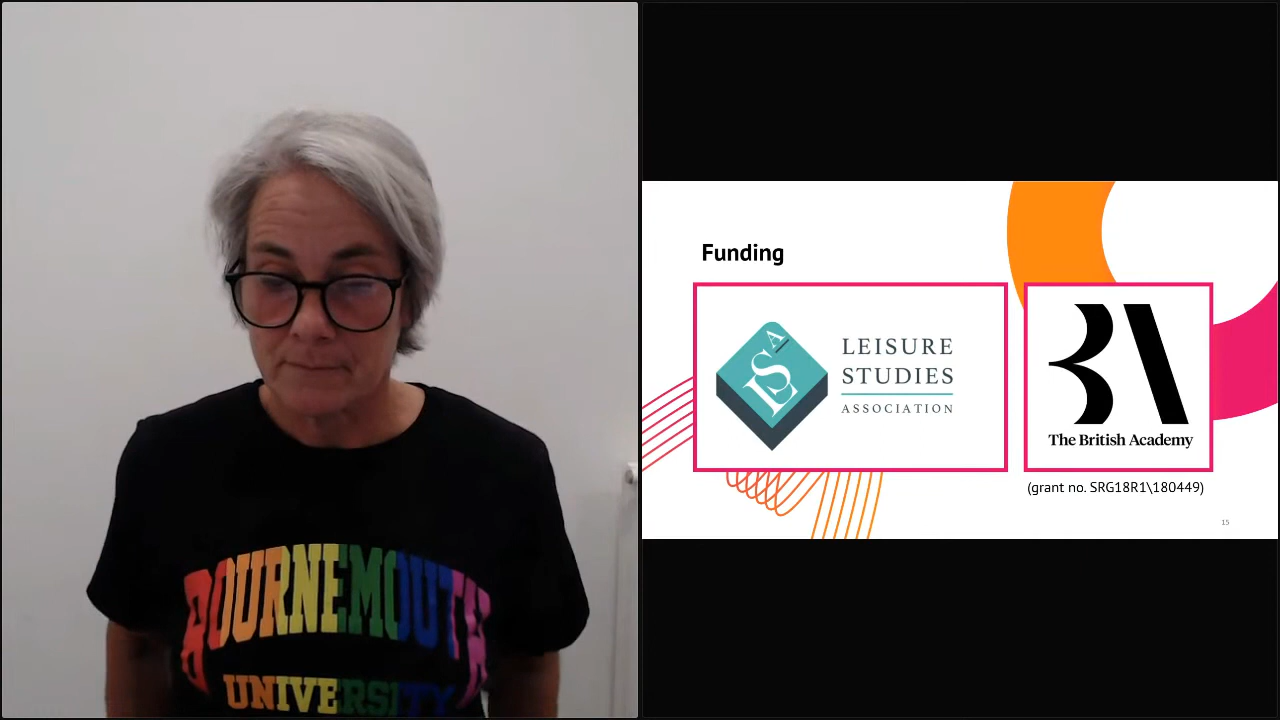 BOURNEMOUTH
UNIVERSITY
Funding
LSA
LEISURE
STUDIES
ASSOCIATION
BA
The British Academy
(grant no. SRG18R1\180449)
15